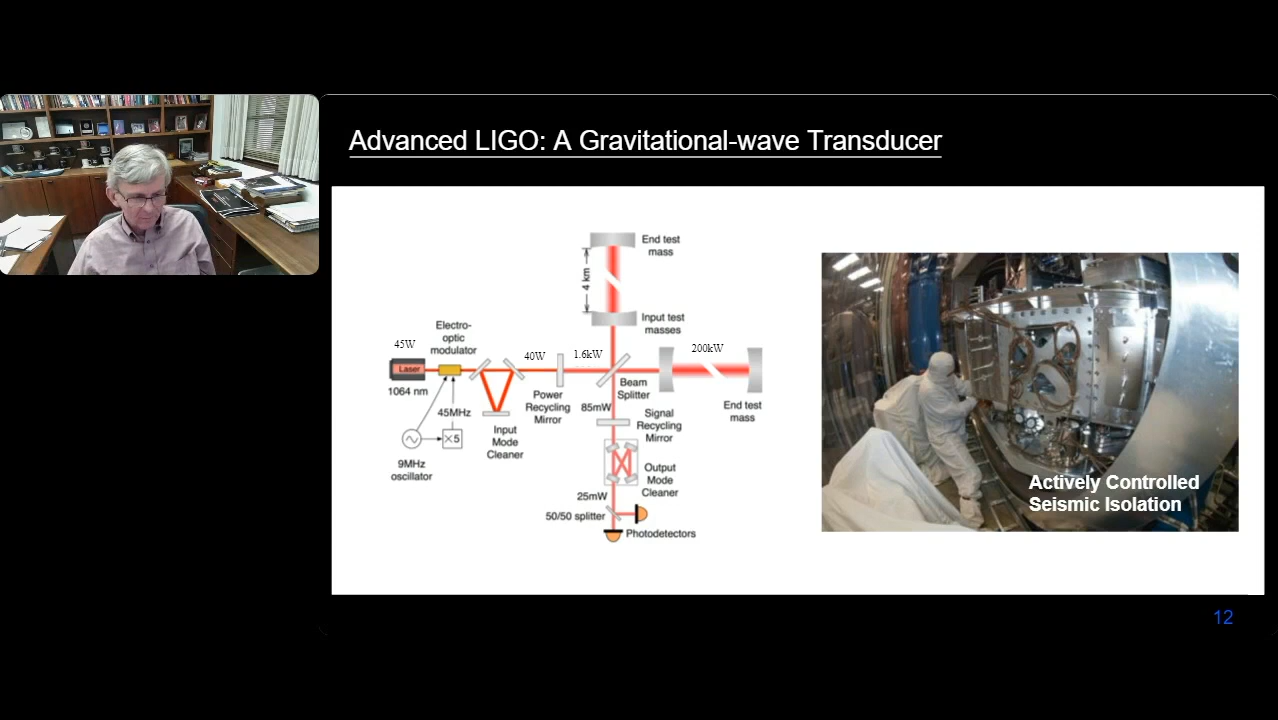 Advanced LIGO: A Gravitational-wave Transducer
End test
mass
4 km
Input test
masses
Electro-
optic
modulator
45W
Laser
1064 nm
40W
1.6kW
200kW
Power
Recycling
Mirror
Beam
Splitter
85mW
End test
mass
45MHz
×5
9MHz
oscillator
Input
Mode
Cleaner
Signal
Recycling
Mirror
Output
Mode
Cleaner
25mW
50/50 splitter
Photodetectors
Actively Controlled
Seismic Isolation
12